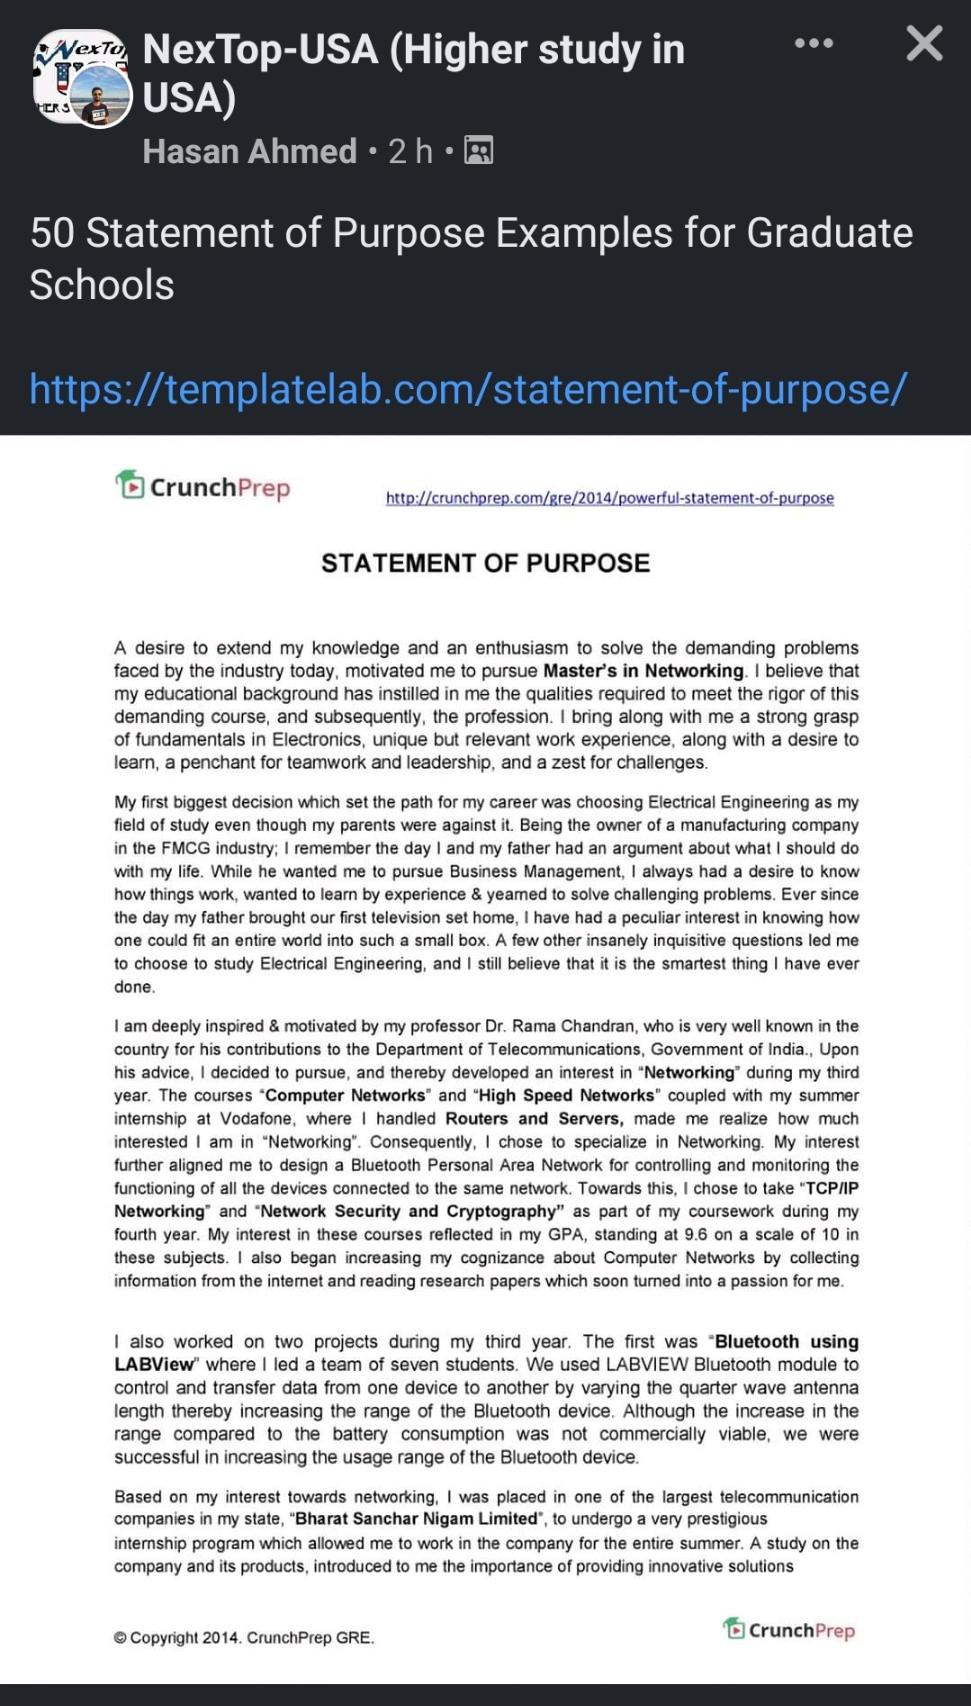 NexTop-USA (Higher study in
USA)
Hasan Ahmed • 2 h •
50 Statement of Purpose Examples for Graduate
Schools
https://templatelab.com/statement-of-purpose/
CrunchPrep
http://crunchprep.com/gre/2014/powerful-statement-of-purpose
STATEMENT OF PURPOSE
A desire to extend my knowledge and an enthusiasm to solve the demanding problems
faced by the industry today, motivated me to pursue Master's in Networking. I believe that
my educational background has instilled in me the qualities required to meet the rigor of this
demanding course, and subsequently, the profession. I bring along with me a strong grasp
of fundamentals in Electronics, unique but relevant work experience, along with a desire to
learn, a penchant for teamwork and leadership, and a zest for challenges.
My first biggest decision which set the path for my career was choosing Electrical Engineering as my
field of study even though my parents were against it. Being the owner of a manufacturing company
in the FMCG industry; I remember the day I and my father had an argument about what I should do
with my life. While he wanted me to pursue Business Management, I always had a desire to know
how things work, wanted to learn by experience & yearned to solve challenging problems. Ever since
the day my father brought our first television set home, I have had a peculiar interest in knowing how
one could fit an entire world into such a small box. A few other insanely inquisitive questions led me
to choose to study Electrical Engineering, and I still believe that it is the smartest thing I have ever
done.
I am deeply inspired & motivated by my professor Dr. Rama Chandran, who is very well known in the
country for his contributions to the Department of Telecommunications, Government of India., Upon
his advice, I decided to pursue, and thereby developed an interest in "Networking" during my third
year. The courses "Computer Networks" and "High Speed Networks" coupled with my summer
internship at Vodafone, where I handled Routers and Servers, made me realize how much
interested I am in "Networking". Consequently, I chose to specialize in Networking. My interest
further aligned me to design a Bluetooth Personal Area Network for controlling and monitoring the
functioning of all the devices connected to the same network. Towards this, I chose to take "TCP/IP
Networking" and "Network Security and Cryptography" as part of my coursework during my
fourth year. My interest in these courses reflected in my GPA, standing at 9.6 on a scale of 10 in
these subjects. I also began increasing my cognizance about Computer Networks by collecting
information from the internet and reading research papers which soon turned into a passion for me.
I also worked on two projects during my third year. The first was "Bluetooth using
LABView" where I led a team of seven students. We used LABVIEW Bluetooth module to
control and transfer data from one device to another by varying the quarter wave antenna
length thereby increasing the range of the Bluetooth device. Although the increase in the
range compared to the battery consumption was not commercially viable, we were
successful in increasing the usage range of the Bluetooth device.
Based on my interest towards networking, I was placed in one of the largest telecommunication
companies in my state, "Bharat Sanchar Nigam Limited", to undergo a very prestigious
internship program which allowed me to work in the company for the entire summer. A study on the
company and its products, introduced to me the importance of providing innovative solutions
© Copyright 2014. CrunchPrep GRE.
CrunchPrep